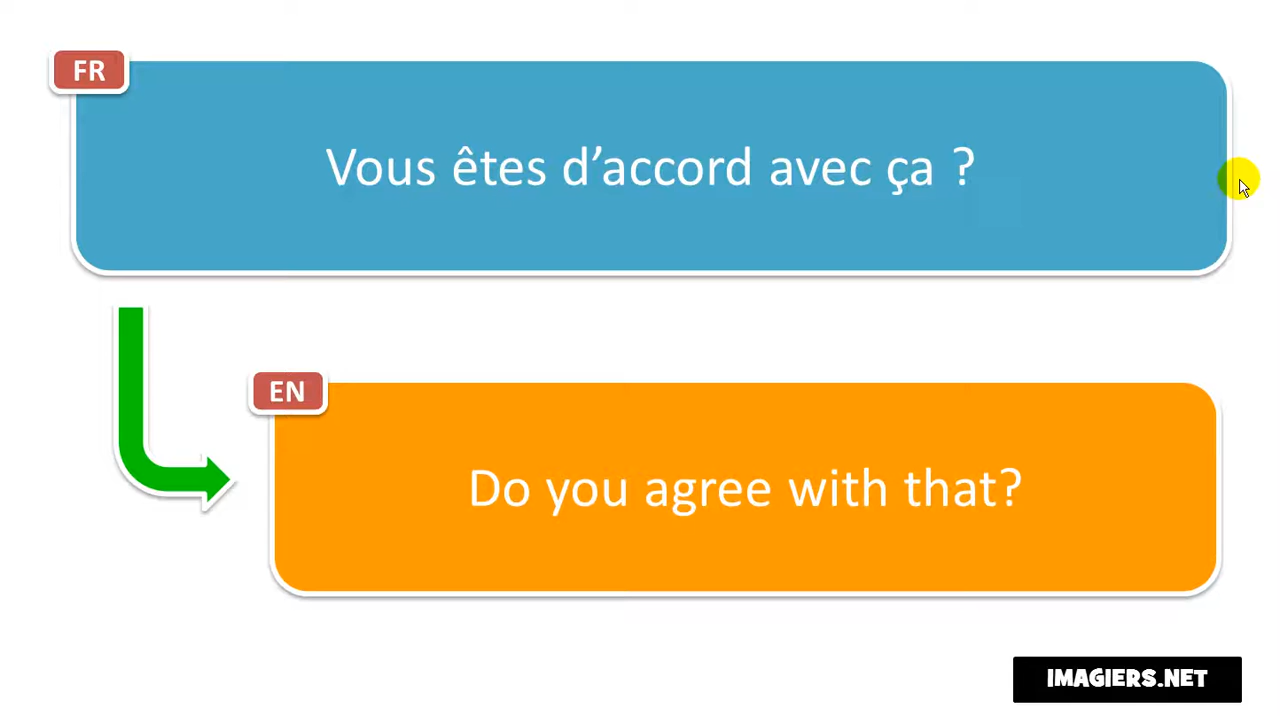 FR
Vous êtes d’accord avec ça ?
EN
Do you agree with that?
IMAGIERS.NET